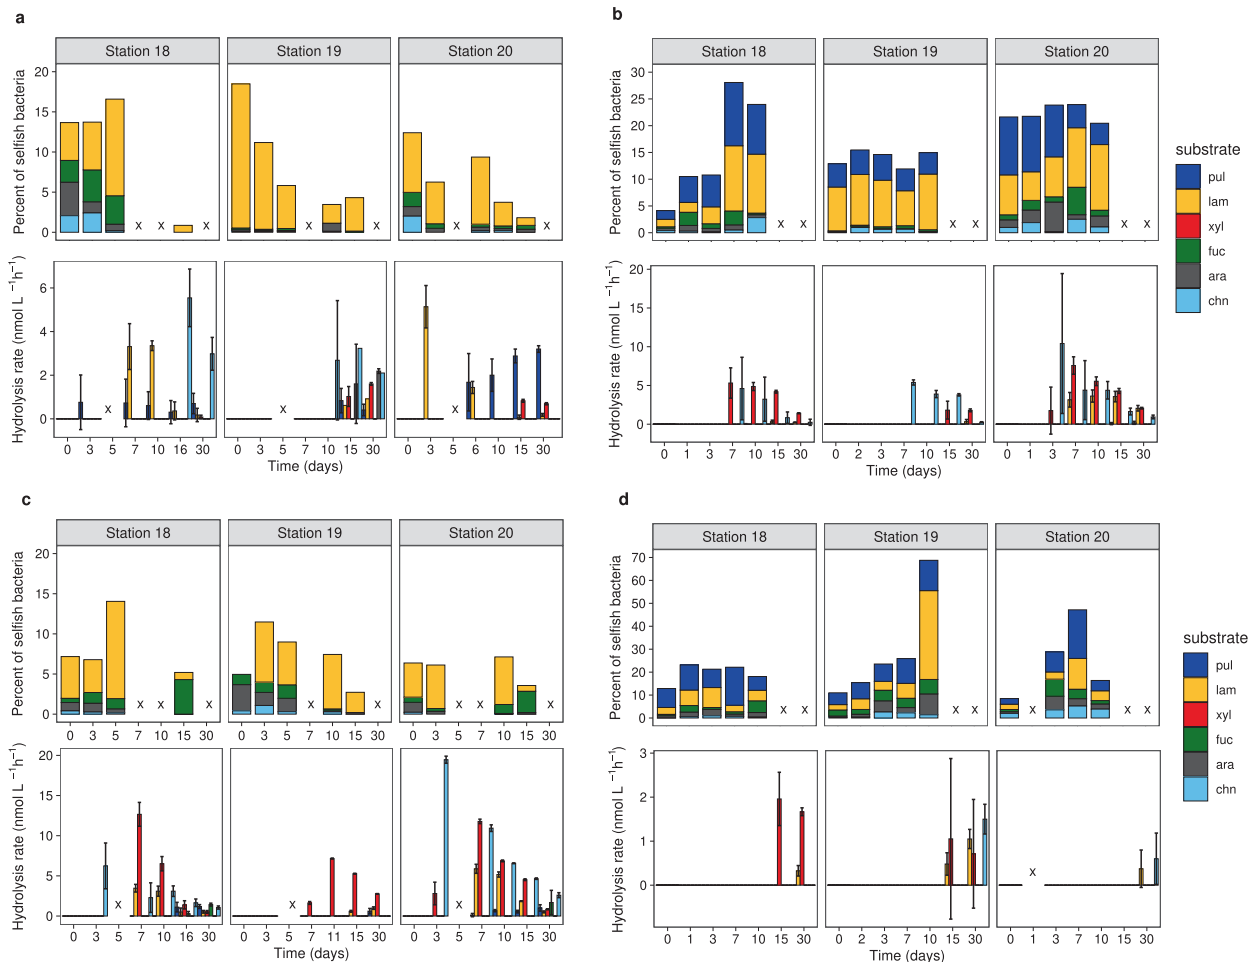 a
Station 18 Station 19 Station 20
Percent of selfish bacteria
20
15
10
5
0
X X X X X X X
Hydrolysis rate (nmol L −1h−1)
6
4
2
0
X X X
0 3 5 7 10 16 30 0 3 5 7 10 15 30 0 3 5 6 10 15 30
Time (days)
b
Station 18 Station 19 Station 20
Percent of selfish bacteria
30
25
20
15
10
5
0
X X X X X X
Hydrolysis rate (nmol L −1h−1)
20
15
10
5
0
0 1 3 7 10 15 30 0 2 3 7 10 15 30 0 1 3 7 10 15 30
Time (days)
substrate
pul
lam
xyl
fuc
ara
chn
c
Station 18 Station 19 Station 20
Percent of selfish bacteria
20
15
10
5
0
X X X X X X X X
Hydrolysis rate (nmol L −1h−1)
20
15
10
5
0
X X X
0 3 5 7 10 16 30 0 3 5 7 11 15 30 0 3 5 7 10 15 30
Time (days)
d
Station 18 Station 19 Station 20
Percent of selfish bacteria
70
60
50
40
30
20
10
0
X X X X X X X
Hydrolysis rate (nmol L −1h−1)
3
2
1
0
X
0 1 3 7 10 15 30 0 2 3 7 10 15 30 0 1 3 7 10 15 30
Time (days)
substrate
pul
lam
xyl
fuc
ara
chn